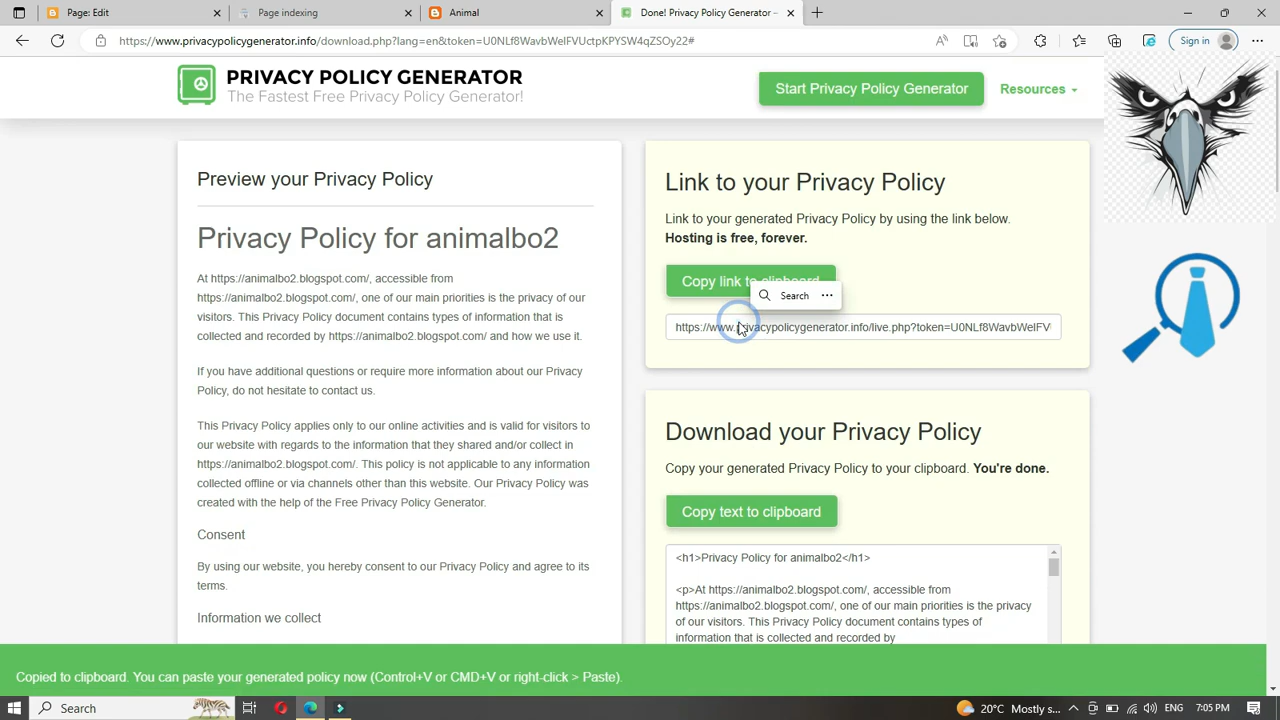 Page: Edit
Page indexing
Animal
Done! Privacy Policy Generator –
https://www.privacypolicygenerator.info/download.php?lang=en&token=U0NLf8WavbWelFVUctpKPYSW4qZSOy22#
Sign in
PRIVACY POLICY GENERATOR
The Fastest Free Privacy Policy Generator!
Start Privacy Policy Generator
Resources
Preview your Privacy Policy
Privacy Policy for animalbo2
At https://animalbo2.blogspot.com/, accessible from
https://animalbo2.blogspot.com/, one of our main priorities is the privacy of our
visitors. This Privacy Policy document contains types of information that is
collected and recorded by https://animalbo2.blogspot.com/ and how we use it.
If you have additional questions or require more information about our Privacy
Policy, do not hesitate to contact us.
This Privacy Policy applies only to our online activities and is valid for visitors to
our website with regards to the information that they shared and/or collect in
https://animalbo2.blogspot.com/. This policy is not applicable to any information
collected offline or via channels other than this website. Our Privacy Policy was
created with the help of the Free Privacy Policy Generator.
Consent
By using our website, you hereby consent to our Privacy Policy and agree to its
terms.
Information we collect
Link to your Privacy Policy
Link to your generated Privacy Policy by using the link below.
Hosting is free, forever.
Copy link to clipboard
Search
https://www.privacypolicygenerator.info/live.php?token=U0NLf8WavbWelFV
Download your Privacy Policy
Copy your generated Privacy Policy to your clipboard. You're done.
Copy text to clipboard
<h1>Privacy Policy for animalbo2</h1>
<p>At https://animalbo2.blogspot.com/, accessible from
https://animalbo2.blogspot.com/, one of our main priorities is the privacy
of our visitors. This Privacy Policy document contains types of
information that is collected and recorded by
Copied to clipboard. You can paste your generated policy now (Control+V or CMD+V or right-click > Paste).
Search
20°C Mostly s...
ENG
7:05 PM